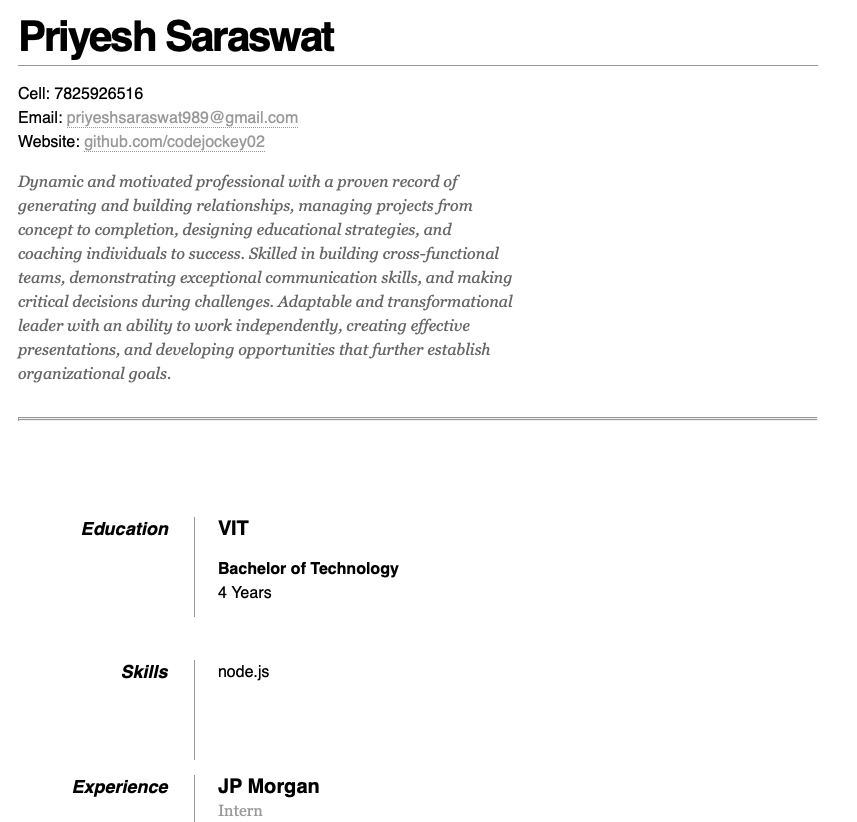 Priyesh Saraswat
Cell: 7825926516
Email: priyeshsaraswat989@gmail.com
Website: github.com/codejockey02
Dynamic and motivated professional with a proven record of
generating and building relationships, managing projects from
concept to completion, designing educational strategies, and
coaching individuals to success. Skilled in building cross-functional
teams, demonstrating exceptional communication skills, and making
critical decisions during challenges. Adaptable and transformational
leader with an ability to work independently, creating effective
presentations, and developing opportunities that further establish
organizational goals.
Education
VIT
Bachelor of Technology
4 Years
Skills
node.js
Experience
JP Morgan
Intern